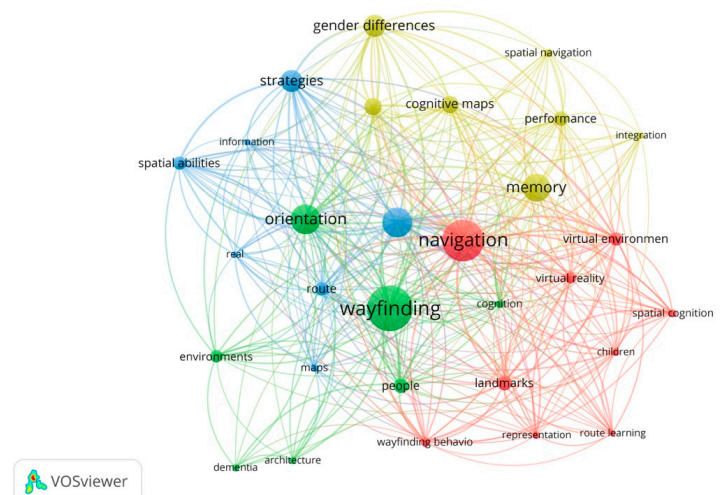 gender differences
spatial navigation
strategies
cognitive maps
performance
integration
information
spatial abilities
memory
orientation
navigation
virtual environmen
real
virtual reality
route
wayfinding
cognition
spatial cognition
environments
children
maps
people
landmarks
wayfinding behavio
representation
route learning
architecture
dementia
VOSviewer